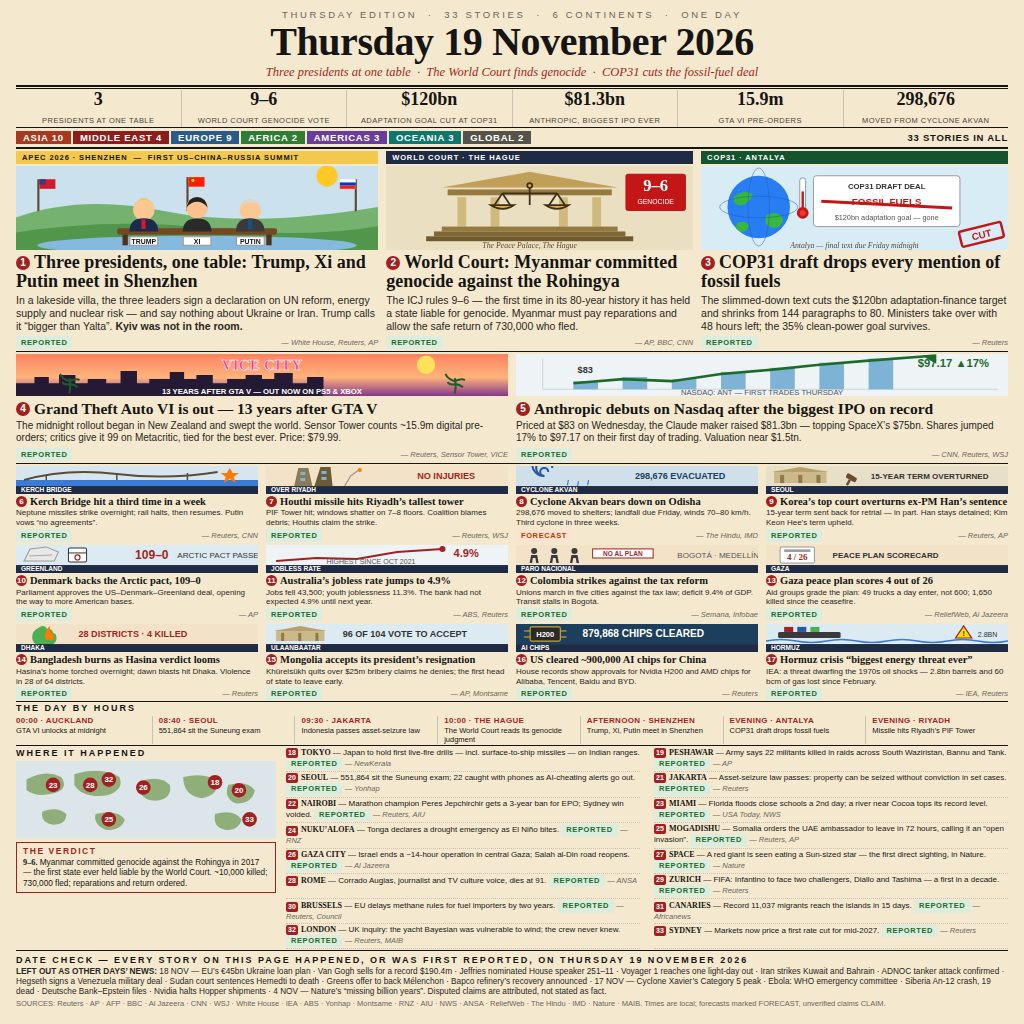 THURSDAY EDITION · 33 STORIES · 6 CONTINENTS · ONE DAY
Thursday 19 November 2026
Three presidents at one table · The World Court finds genocide · COP31 cuts the fossil-fuel deal
3
PRESIDENTS AT ONE TABLE
9–6
WORLD COURT GENOCIDE VOTE
$120bn
ADAPTATION GOAL CUT AT COP31
$81.3bn
ANTHROPIC, BIGGEST IPO EVER
15.9m
GTA VI PRE-ORDERS
298,676
MOVED FROM CYCLONE AKVAN
ASIA 10 MIDDLE EAST 4 EUROPE 9 AFRICA 2 AMERICAS 3 OCEANIA 3 GLOBAL 2
33 STORIES IN ALL
APEC 2026 · SHENZHEN — FIRST US–CHINA–RUSSIA SUMMIT
TRUMP
XI
PUTIN
1 Three presidents, one table: Trump, Xi and
Putin meet in Shenzhen
In a lakeside villa, the three leaders sign a declaration on UN reform, energy
supply and nuclear risk — and say nothing about Ukraine or Iran. Trump calls
it “bigger than Yalta”. Kyiv was not in the room.
REPORTED
— White House, Reuters, AP
WORLD COURT · THE HAGUE
9–6
GENOCIDE
The Peace Palace, The Hague
2 World Court: Myanmar committed
genocide against the Rohingya
The ICJ rules 9–6 — the first time in its 80-year history it has held
a state liable for genocide. Myanmar must pay reparations and
allow the safe return of 730,000 who fled.
REPORTED
— AP, BBC, CNN
COP31 · ANTALYA
COP31 DRAFT DEAL
FOSSIL FUELS
$120bn adaptation goal — gone
CUT
Antalya — final text due Friday midnight
3 COP31 draft drops every mention of
fossil fuels
The slimmed-down text cuts the $120bn adaptation-finance target
and shrinks from 144 paragraphs to 80. Ministers take over with
48 hours left; the 35% clean-power goal survives.
REPORTED
— Reuters
VICE CITY
13 YEARS AFTER GTA V — OUT NOW ON PS5 & XBOX
4 Grand Theft Auto VI is out — 13 years after GTA V
The midnight rollout began in New Zealand and swept the world. Sensor Tower counts ~15.9m digital pre-
orders; critics give it 99 on Metacritic, tied for the best ever. Price: $79.99.
REPORTED
— Reuters, Sensor Tower, VICE
$83
$97.17 ▲17%
NASDAQ: ANT — FIRST TRADES THURSDAY
5 Anthropic debuts on Nasdaq after the biggest IPO on record
Priced at $83 on Wednesday, the Claude maker raised $81.3bn — topping SpaceX’s $75bn. Shares jumped
17% to $97.17 on their first day of trading. Valuation near $1.5tn.
REPORTED
— CNN, Reuters, WSJ
KERCH BRIDGE
6 Kerch Bridge hit a third time in a week
Neptune missiles strike overnight; rail halts, then resumes. Putin
vows “no agreements”.
REPORTED
— Reuters, CNN
NO INJURIES
OVER RIYADH
7 Houthi missile hits Riyadh’s tallest tower
PIF Tower hit; windows shatter on 7–8 floors. Coalition blames
debris; Houthis claim the strike.
REPORTED
— Reuters, WSJ
298,676 EVACUATED
CYCLONE AKVAN
8 Cyclone Akvan bears down on Odisha
298,676 moved to shelters; landfall due Friday, winds 70–80 km/h.
Third cyclone in three weeks.
FORECAST
— The Hindu, IMD
15-YEAR TERM OVERTURNED
SEOUL
9 Korea’s top court overturns ex-PM Han’s sentence
15-year term sent back for retrial — in part. Han stays detained; Kim
Keon Hee’s term upheld.
REPORTED
— Reuters, AP
109–0 ARCTIC PACT PASSE
GREENLAND
10 Denmark backs the Arctic pact, 109–0
Parliament approves the US–Denmark–Greenland deal, opening
the way to more American bases.
REPORTED
— AP
4.9%
HIGHEST SINCE OCT 2021
JOBLESS RATE
11 Australia’s jobless rate jumps to 4.9%
Jobs fell 43,500; youth joblessness 11.3%. The bank had not
expected 4.9% until next year.
REPORTED
— ABS, Reuters
NO AL PLAN
BOGOTÁ · MEDELLÍN
PARO NACIONAL
12 Colombia strikes against the tax reform
Unions march in five cities against the tax; deficit 9.4% of GDP.
Transit stalls in Bogotá.
REPORTED
— Semana, Infobae
4 / 26
PEACE PLAN SCORECARD
GAZA
13 Gaza peace plan scores 4 out of 26
Aid groups grade the plan: 49 trucks a day enter, not 600; 1,650
killed since the ceasefire.
REPORTED
— ReliefWeb, Al Jazeera
28 DISTRICTS · 4 KILLED
DHAKA
14 Bangladesh burns as Hasina verdict looms
Hasina’s home torched overnight; dawn blasts hit Dhaka. Violence
in 28 of 64 districts.
REPORTED
— Reuters
96 OF 104 VOTE TO ACCEPT
ULAANBAATAR
15 Mongolia accepts its president’s resignation
Khürelsükh quits over $25m bribery claims he denies; the first head
of state to leave early.
REPORTED
— AP, Montsame
H200
879,868 CHIPS CLEARED
AI CHIPS
16 US cleared ~900,000 AI chips for China
House records show approvals for Nvidia H200 and AMD chips for
Alibaba, Tencent, Baidu and BYD.
REPORTED
— Reuters
!
2.8BN
HORMUZ
17 Hormuz crisis “biggest energy threat ever”
IEA: a threat dwarfing the 1970s oil shocks — 2.8bn barrels and 60
bcm of gas lost since February.
REPORTED
— IEA, Reuters
THE DAY BY HOURS
00:00 · AUCKLAND
GTA VI unlocks at midnight
08:40 · SEOUL
551,864 sit the Suneung exam
09:30 · JAKARTA
Indonesia passes asset-seizure law
10:00 · THE HAGUE
The World Court reads its genocide
judgment
AFTERNOON · SHENZHEN
Trump, Xi, Putin meet in Shenzhen
EVENING · ANTALYA
COP31 draft drops fossil fuels
EVENING · RIYADH
Missile hits Riyadh’s PIF Tower
WHERE IT HAPPENED
23
28
32
26
18
20
25
33
THE VERDICT
9–6. Myanmar committed genocide against the Rohingya in 2017
— the first state ever held liable by the World Court. ~10,000 killed;
730,000 fled; reparations and return ordered.
18 TOKYO — Japan to hold first live-fire drills — incl. surface-to-ship missiles — on Indian ranges.
REPORTED — NewKerala
20 SEOUL — 551,864 sit the Suneung exam; 22 caught with phones as AI-cheating alerts go out.
REPORTED — Yonhap
22 NAIROBI — Marathon champion Peres Jepchirchir gets a 3-year ban for EPO; Sydney win
voided. REPORTED — Reuters, AIU
24 NUKU’ALOFA — Tonga declares a drought emergency as El Niño bites. REPORTED —
RNZ
26 GAZA CITY — Israel ends a ~14-hour operation in central Gaza; Salah al-Din road reopens.
REPORTED — Al Jazeera
28 ROME — Corrado Augias, journalist and TV culture voice, dies at 91. REPORTED — ANSA
30 BRUSSELS — EU delays methane rules for fuel importers by two years. REPORTED —
Reuters, Council
32 LONDON — UK inquiry: the yacht Bayesian was vulnerable to wind; the crew never knew.
REPORTED — Reuters, MAIB
19 PESHAWAR — Army says 22 militants killed in raids across South Waziristan, Bannu and Tank.
REPORTED — AP
21 JAKARTA — Asset-seizure law passes: property can be seized without conviction in set cases.
REPORTED — Reuters
23 MIAMI — Florida floods close schools a 2nd day; a river near Cocoa tops its record level.
REPORTED — USA Today, NWS
25 MOGADISHU — Somalia orders the UAE ambassador to leave in 72 hours, calling it an “open
invasion”. REPORTED — Reuters, AP
27 SPACE — A red giant is seen eating a Sun-sized star — the first direct sighting, in Nature.
REPORTED — Nature
29 ZURICH — FIFA: Infantino to face two challengers, Diallo and Tashima — a first in a decade.
REPORTED — Reuters
31 CANARIES — Record 11,037 migrants reach the islands in 15 days. REPORTED —
Africanews
33 SYDNEY — Markets now price a first rate cut for mid-2027. REPORTED — Reuters
DATE CHECK — EVERY STORY ON THIS PAGE HAPPENED, OR WAS FIRST REPORTED, ON THURSDAY 19 NOVEMBER 2026
LEFT OUT AS OTHER DAYS’ NEWS: 18 NOV — EU’s €45bn Ukraine loan plan · Van Gogh sells for a record $190.4m · Jeffries nominated House speaker 251–11 · Voyager 1 reaches one light-day out · Iran strikes Kuwait and Bahrain · ADNOC tanker attack confirmed ·
Hegseth signs a Venezuela military deal · Sudan court sentences Hemedti to death · Greens offer to back Mélenchon · Bapco refinery’s recovery announced · 17 NOV — Cyclone Xavier’s Category 5 peak · Ebola: WHO emergency committee · Siberia An-12 crash, 19
dead · Deutsche Bank–Epstein files · Nvidia halts Hopper shipments · 4 NOV — Nature’s “missing billion years”. Disputed claims are attributed, not stated as fact.
SOURCES: Reuters · AP · AFP · BBC · Al Jazeera · CNN · WSJ · White House · IEA · ABS · Yonhap · Montsame · RNZ · AIU · NWS · ANSA · ReliefWeb · The Hindu · IMD · Nature · MAIB. Times are local; forecasts marked FORECAST, unverified claims CLAIM.